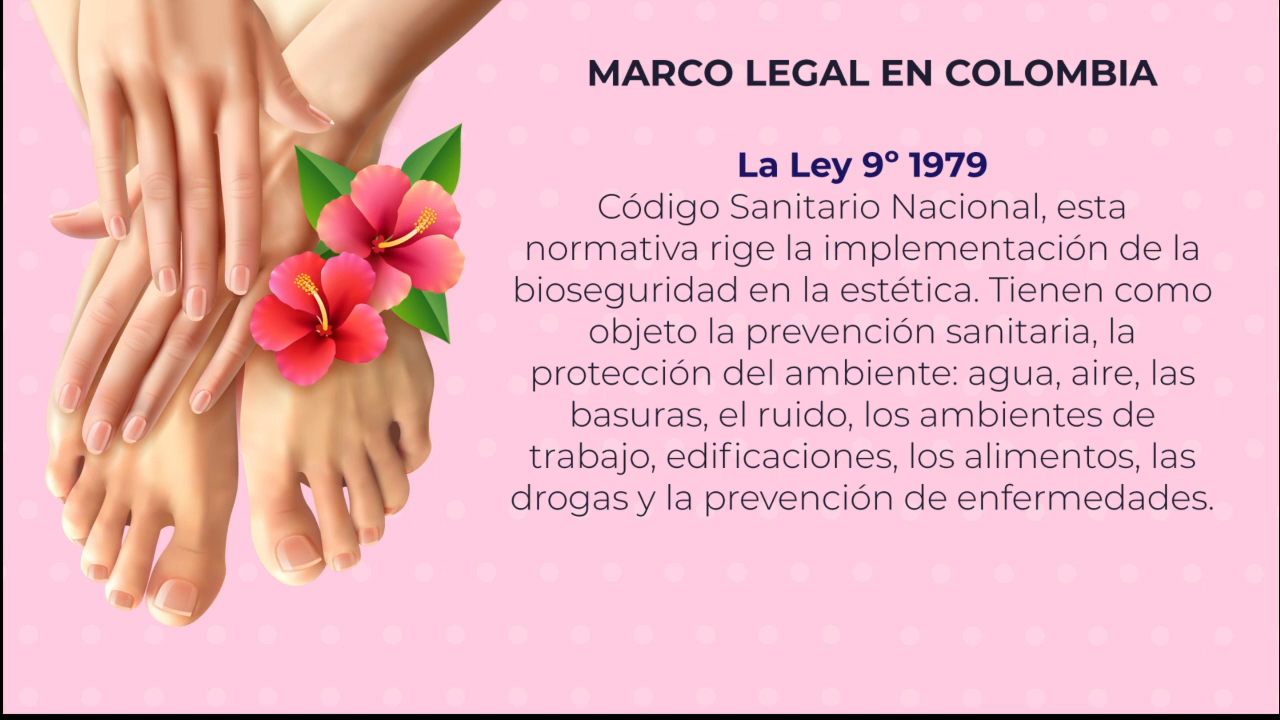 MARCO LEGAL EN COLOMBIA
La Ley 9º 1979
Código Sanitario Nacional, esta
normativa rige la implementación de la
bioseguridad en la estética. Tienen como
objeto la prevención sanitaria, la
protección del ambiente: agua, aire, las
basuras, el ruido, los ambientes de
trabajo, edificaciones, los alimentos, las
drogas y la prevención de enfermedades.